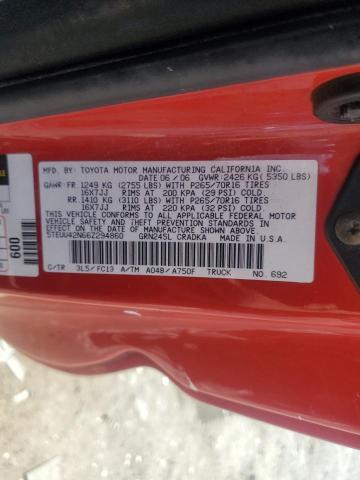 MFD. BY: TOYOTA MOTOR MANUFACTURING CALIFORNIA INC.
DATE 06 / 06 GVWR: 2426 KG ( 5350 LBS)
GAWR: FR. 1249 KG (2755 LBS) WITH P265/70R16 TIRES
16X7JJ RIMS AT 200 KPA (29 PSI) COLD.
RR. 1410 KG (3110 LBS) WITH P265/70R16 TIRES
16X7JJ RIMS AT 220 KPA (32 PSI) COLD.
THIS VEHICLE CONFORMS TO ALL APPLICABLE FEDERAL MOTOR
VEHICLE SAFETY AND THEFT PREVENTION STANDARDS IN
EFFECT ON THE DATE OF MANUFACTURE SHOWN ABOVE.
5TEUU42N66Z294860 GRN245L CRADKA MADE IN U.S.A.
C/TR 3L5/FC13 A/TM A04B/A750F TRUCK NO. 692
600